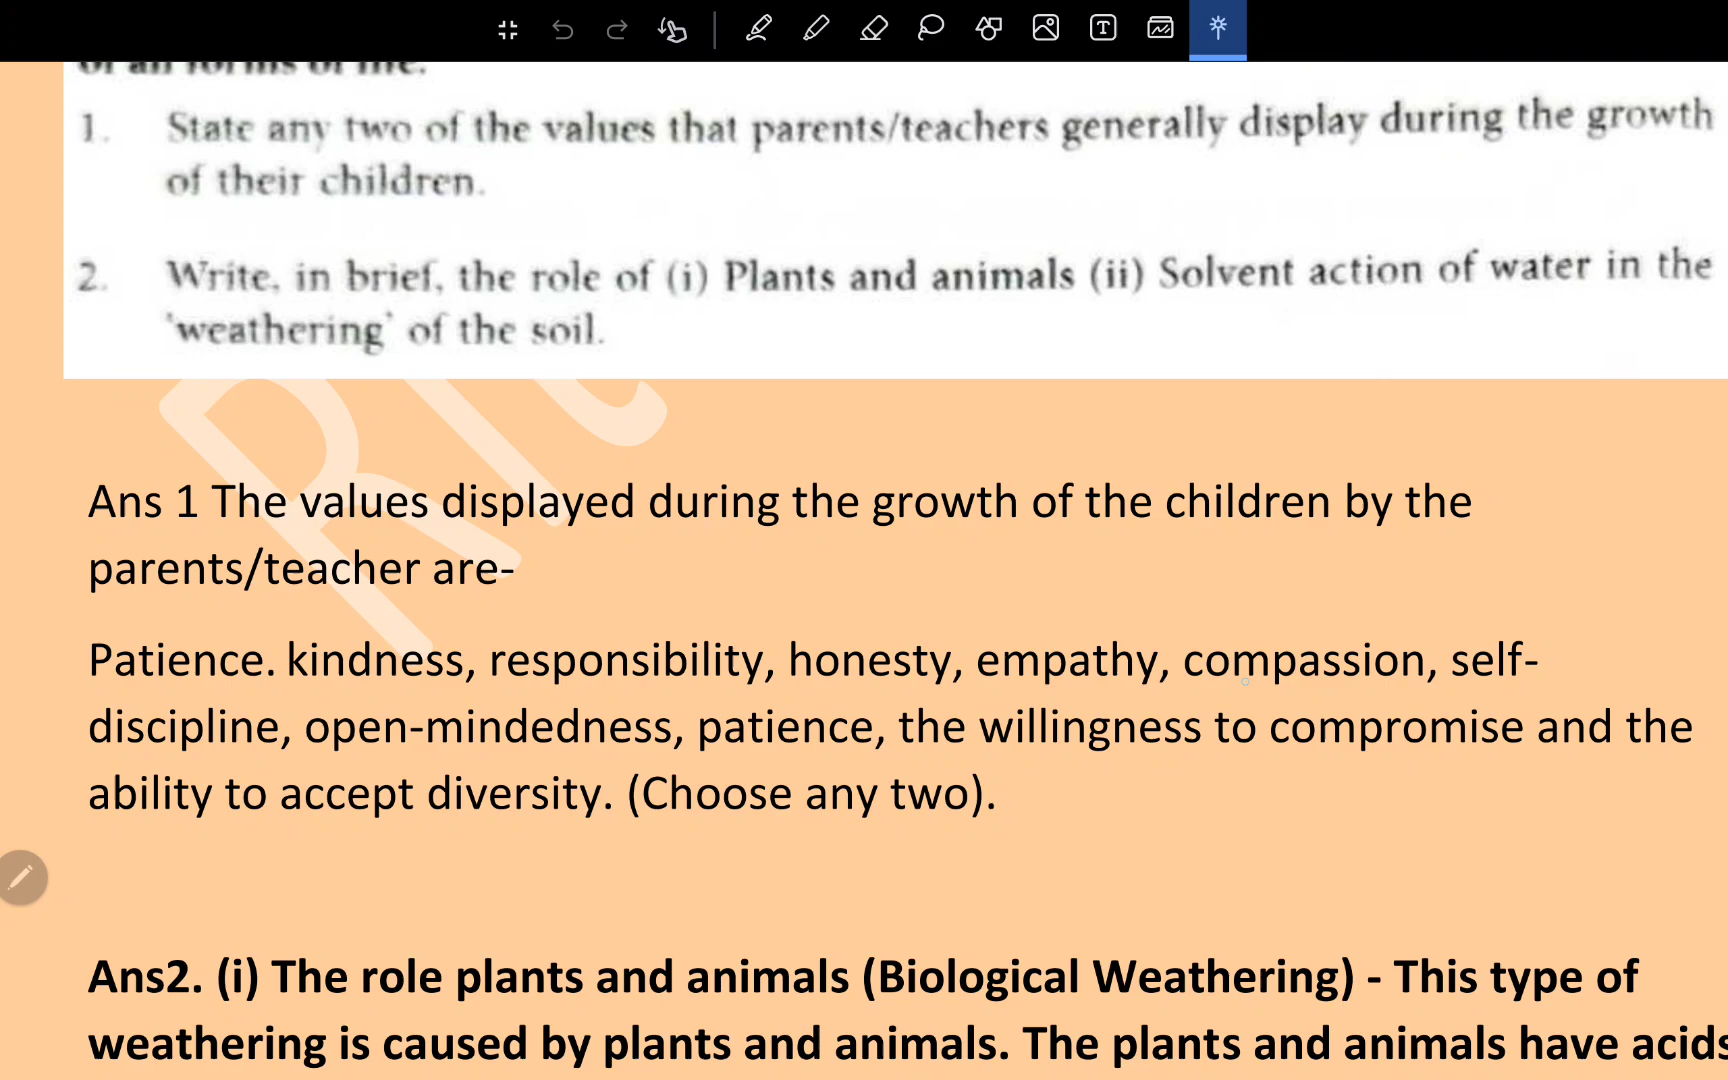 of all forms of life.
1. State any two of the values that parents/teachers generally display during the growth
of their children.
2. Write, in brief, the role of (i) Plants and animals (ii) Solvent action of water in the
'weathering' of the soil.
Ans 1 The values displayed during the growth of the children by the
parents/teacher are-
Patience. kindness, responsibility, honesty, empathy, compassion, self-
discipline, open-mindedness, patience, the willingness to compromise and the
ability to accept diversity. (Choose any two).
Ans2. (i) The role plants and animals (Biological Weathering) - This type of
weathering is caused by plants and animals. The plants and animals have acids